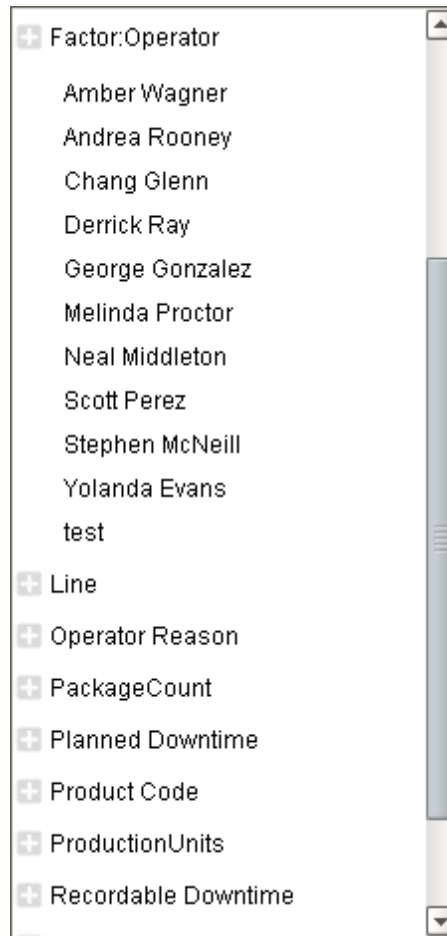 Factor:Operator
Amber Wagner
Andrea Rooney
Chang Glenn
Derrick Ray
George Gonzalez
Melinda Proctor
Neal Middleton
Scott Perez
Stephen McNeill
Yolanda Evans
test
Line
Operator Reason
PackageCount
Planned Downtime
Product Code
ProductionUnits
Recordable Downtime